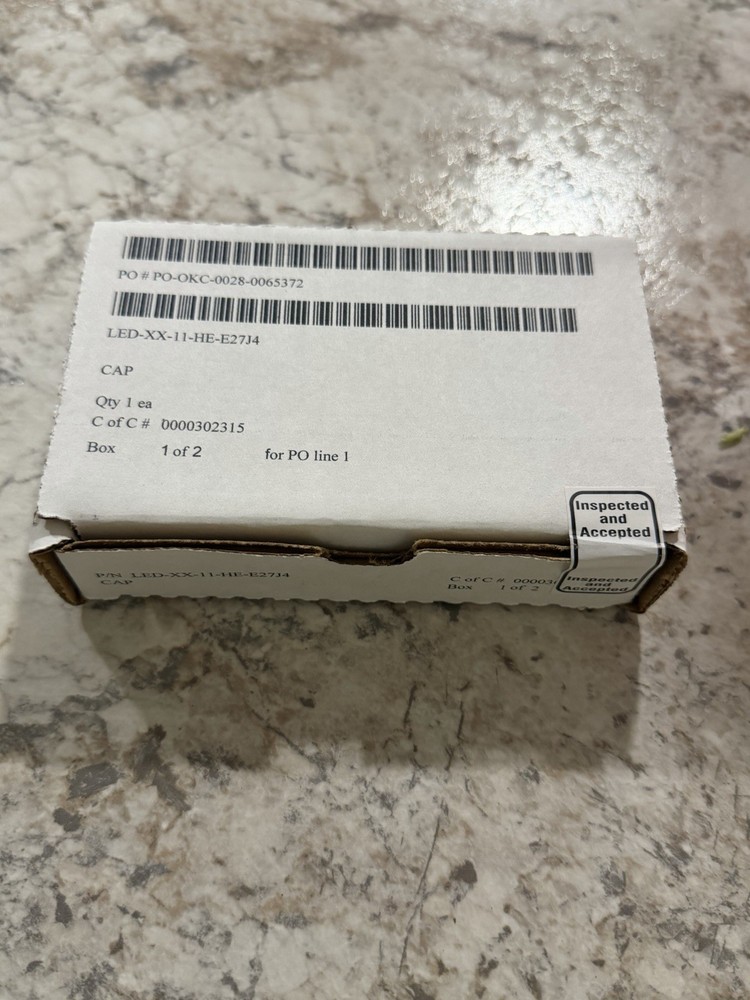 PO # PO-OKC-0028-0065372
LED-XX-11-HE-E27J4
CAP
Qty 1 ea
C of C # 0000302315
Box 1 of 2 for PO line 1
Inspected
and
Accepted
P/N LED-XX-11-HE-E27J4
CAP
C of C # 00003
Box 1 of 2
Inspected
and
Accepted